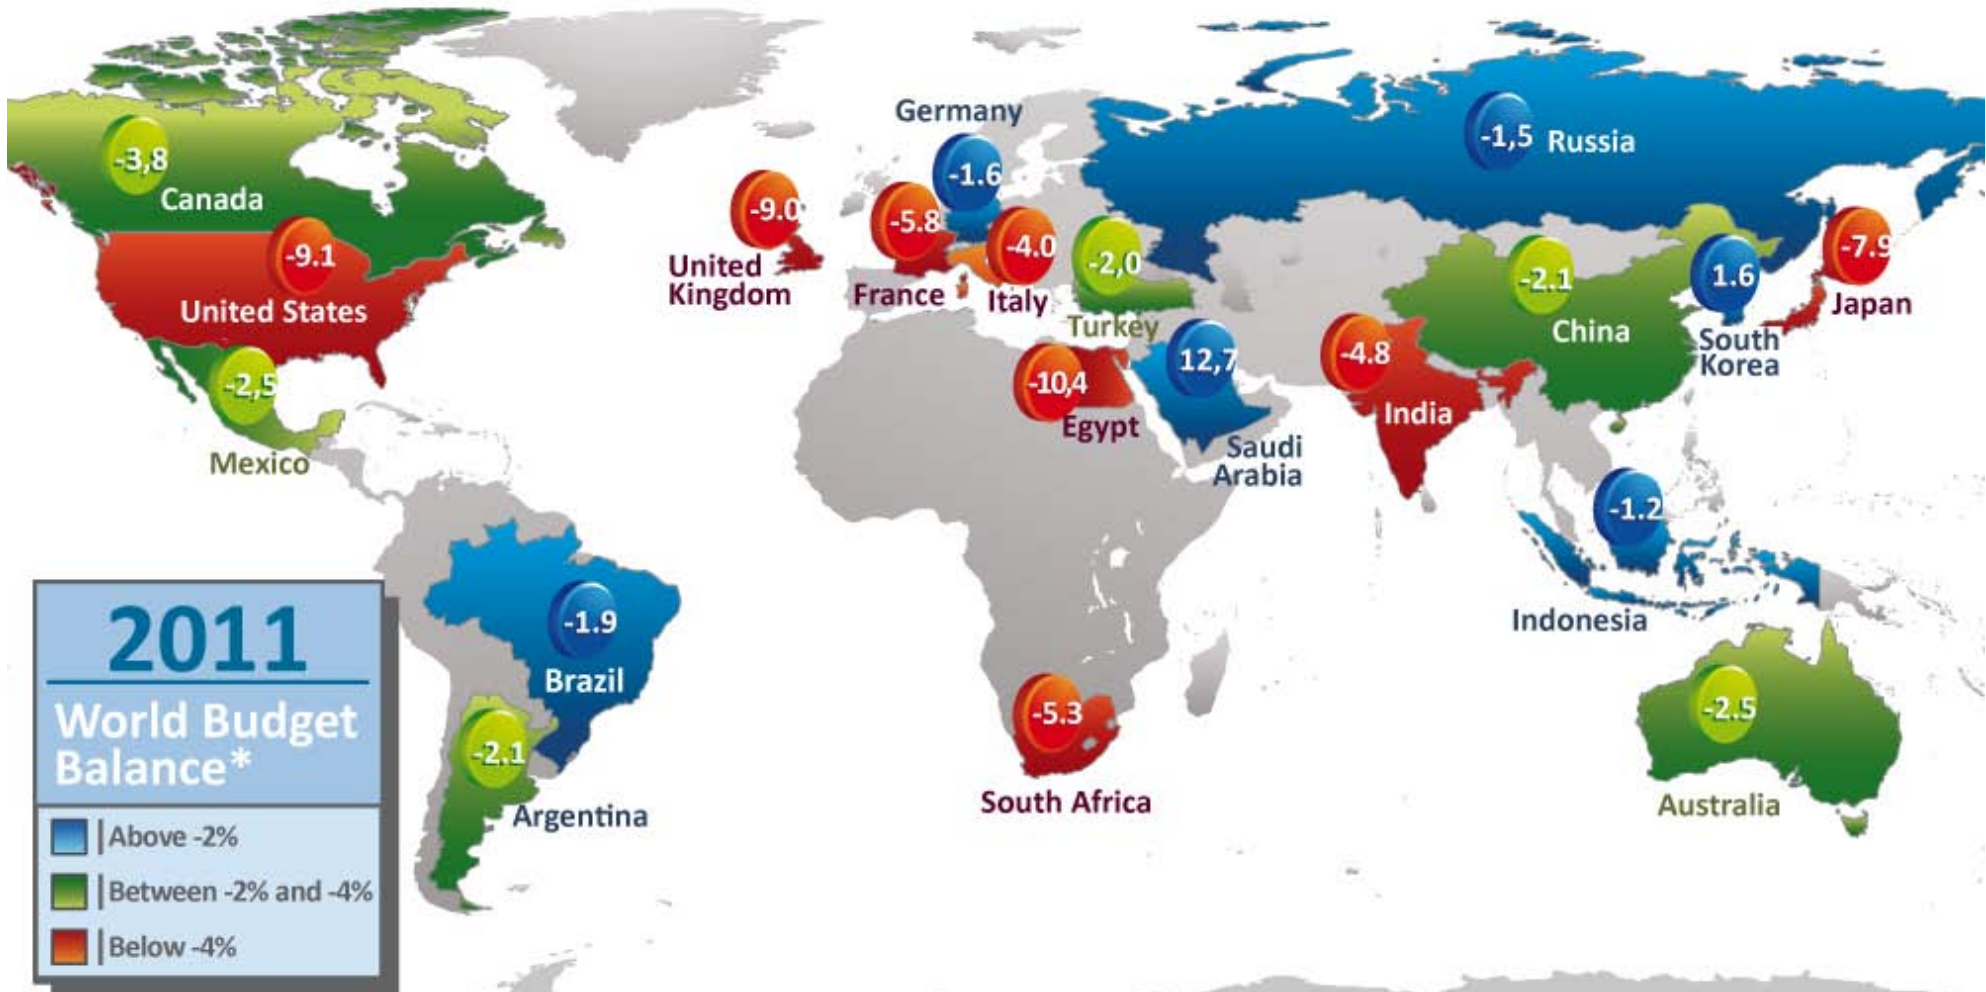 Germany
-1.6
-1,5
Russia
-3,8
Canada
-9.0
United
Kingdom
-5.8
France
-4.0
Italy
-2,0
Turkey
-9.1
United States
-2.1
China
1.6
South
Korea
-7.9
Japan
-2,5
Mexico
-10,4
Egypt
12,7
Saudi
Arabia
-4.8
India
-1.2
Indonesia
-1.9
Brazil
-2.1
Argentina
-5.3
South Africa
-2.5
Australia
2011
World Budget
Balance*
Above -2%
Between -2% and -4%
Below -4%